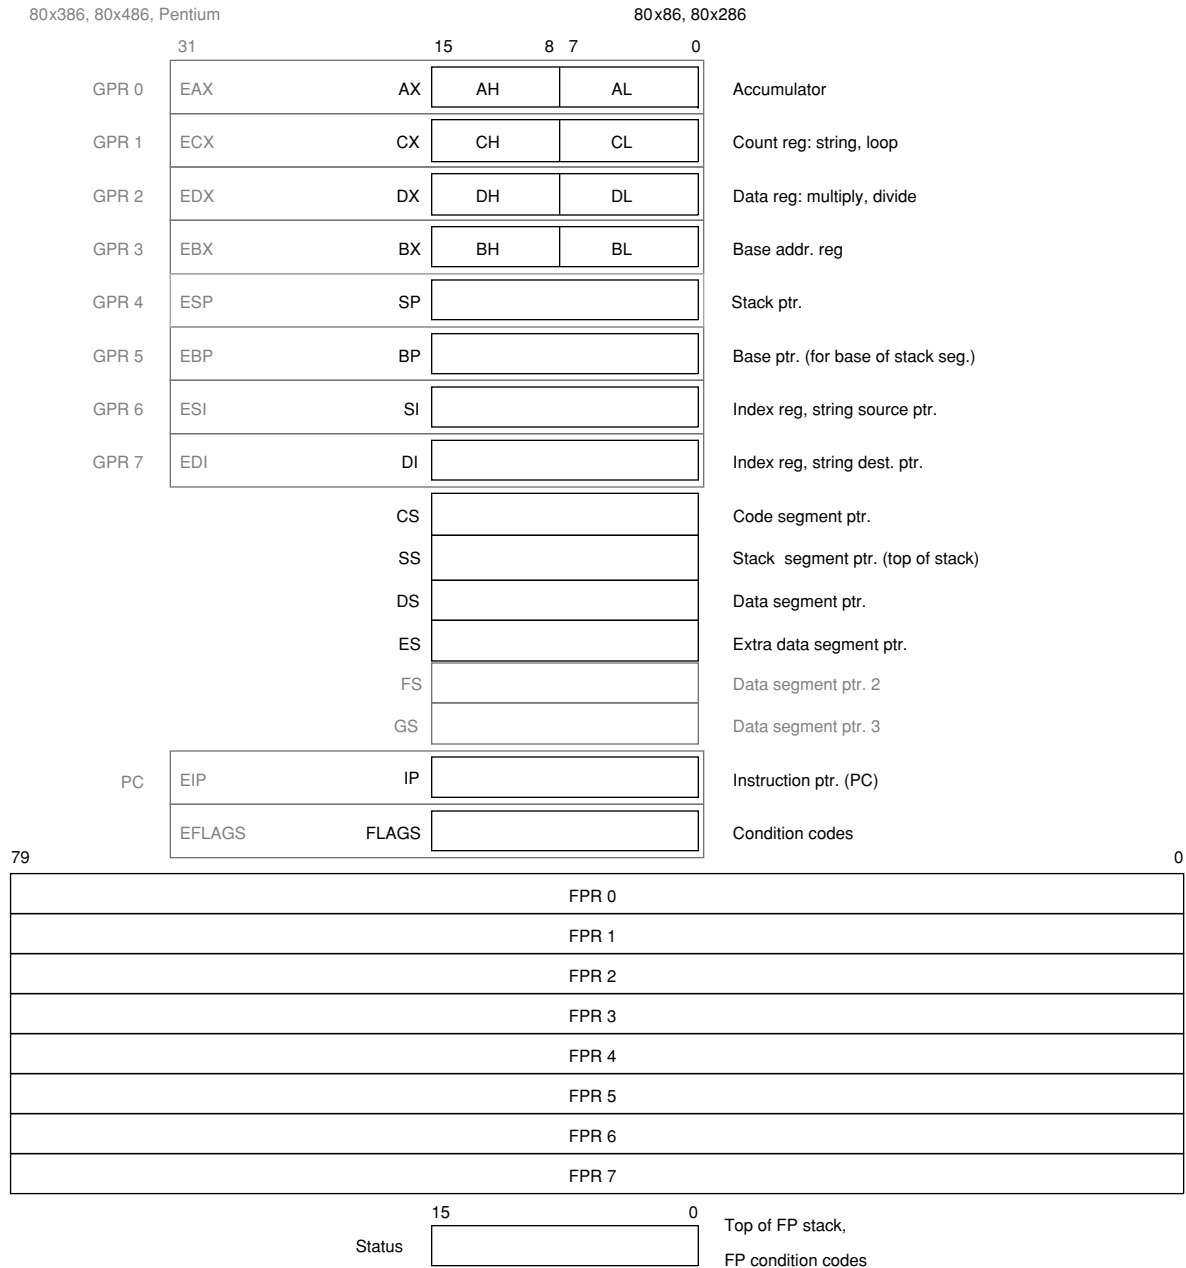 80x386, 80x486, Pentium 80x86, 80x286
31 15 8 7 0
GPR 0 EAX AX AH AL Accumulator
GPR 1 ECX CX CH CL Count reg: string, loop
GPR 2 EDX DX DH DL Data reg: multiply, divide
GPR 3 EBX BX BH BL Base addr. reg
GPR 4 ESP SP Stack ptr.
GPR 5 EBP BP Base ptr. (for base of stack seg.)
GPR 6 ESI SI Index reg, string source ptr.
GPR 7 EDI DI Index reg, string dest. ptr.
CS Code segment ptr.
SS Stack segment ptr. (top of stack)
DS Data segment ptr.
ES Extra data segment ptr.
FS Data segment ptr. 2
GS Data segment ptr. 3
PC EIP IP Instruction ptr. (PC)
EFLAGS FLAGS Condition codes
79 0
FPR 0
FPR 1
FPR 2
FPR 3
FPR 4
FPR 5
FPR 6
FPR 7
15 0
Status Top of FP stack,
FP condition codes